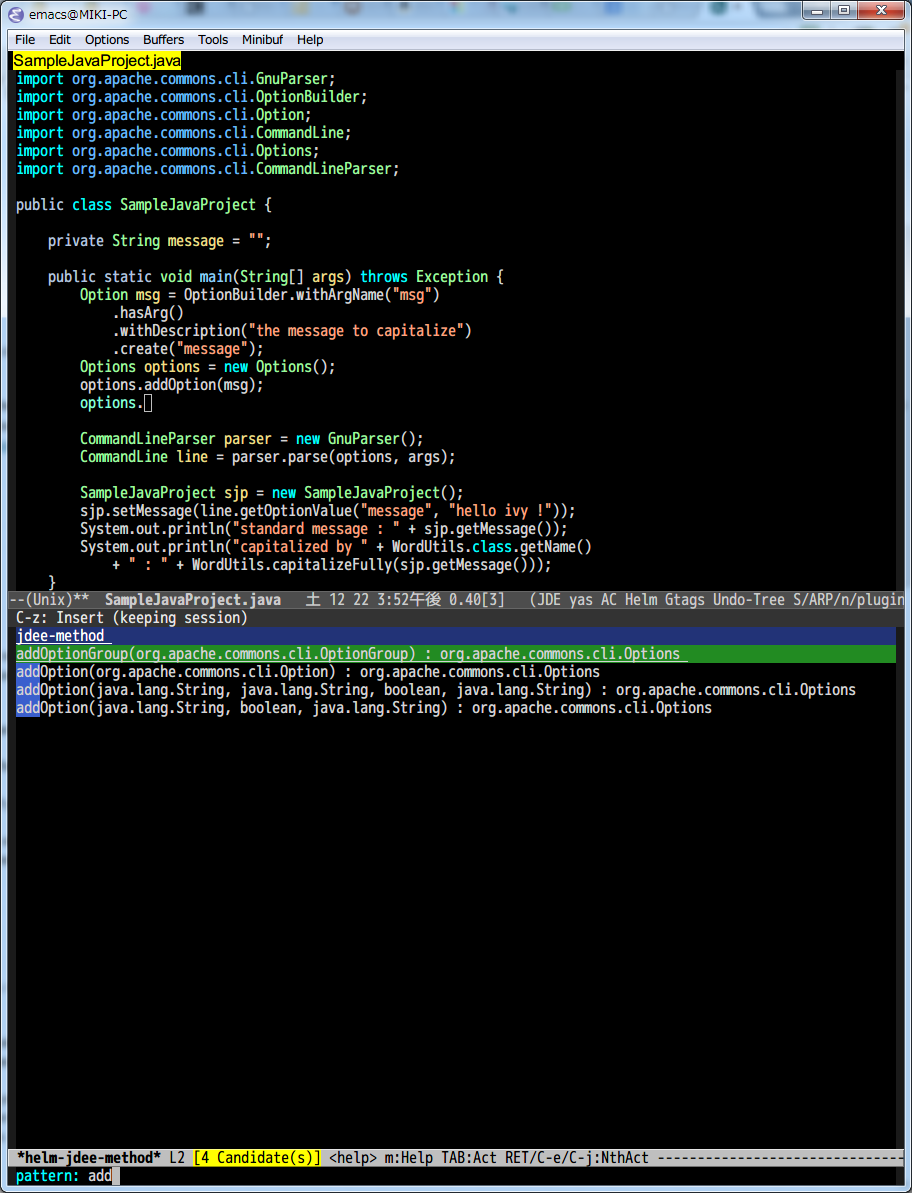 emacs@MIKI-PC
File Edit Options Buffers Tools Minibuf Help
SampleJavaProject.java
import org.apache.commons.cli.GnuParser;
import org.apache.commons.cli.OptionBuilder;
import org.apache.commons.cli.Option;
import org.apache.commons.cli.CommandLine;
import org.apache.commons.cli.Options;
import org.apache.commons.cli.CommandLineParser;
public class SampleJavaProject {
    private String message = "";
    public static void main(String[] args) throws Exception {
        Option msg = OptionBuilder.withArgName("msg")
            .hasArg()
            .withDescription("the message to capitalize")
            .create("message");
        Options options = new Options();
        options.addOption(msg);
        options.
        CommandLineParser parser = new GnuParser();
        CommandLine line = parser.parse(options, args);
        SampleJavaProject sjp = new SampleJavaProject();
        sjp.setMessage(line.getOptionValue("message", "hello ivy !"));
        System.out.println("standard message : " + sjp.getMessage());
        System.out.println("capitalized by " + WordUtils.class.getName()
            + " : " + WordUtils.capitalizeFully(sjp.getMessage()));
    }
--(Unix)**  SampleJavaProject.java   土 12 22 3:52午後 0.40[3]   (JDE yas AC Helm Gtags Undo-Tree S/ARP/n/plugin
C-z: Insert (keeping session)
jdee-method
addOptionGroup(org.apache.commons.cli.OptionGroup) : org.apache.commons.cli.Options
addOption(org.apache.commons.cli.Option) : org.apache.commons.cli.Options
addOption(java.lang.String, java.lang.String, boolean, java.lang.String) : org.apache.commons.cli.Options
addOption(java.lang.String, boolean, java.lang.String) : org.apache.commons.cli.Options
*helm-jdee-method* L2 [4 Candidate(s)] <help> m:Help TAB:Act RET/C-e/C-j:NthAct -------------------------------
pattern: add